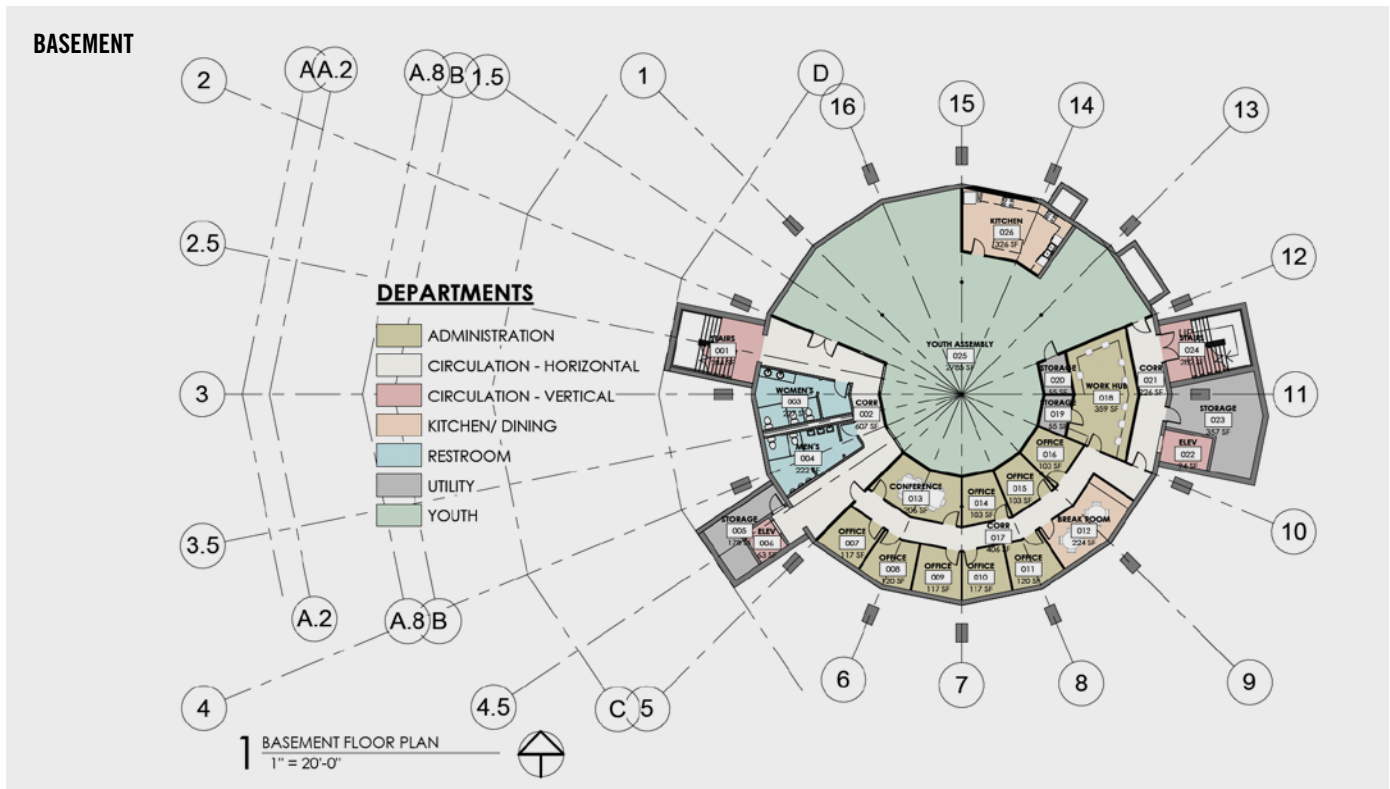 BASEMENT
2
A
A.2
A.8
B
1.5
1
D
16
15
14
13
2.5
12
3
11
3.5
10
A.2
A.8
B
4
4.5
C
5
6
7
8
9
DEPARTMENTS
ADMINISTRATION
CIRCULATION - HORIZONTAL
CIRCULATION - VERTICAL
KITCHEN/ DINING
RESTROOM
UTILITY
YOUTH
KITCHEN
026
326 SF
YOUTH ASSEMBLY
025
STAIRS
001
WOMEN'S
003
MEN'S
004
222 SF
CORR
002
607 SF
STORAGE
005
ELEV
006
63 SF
OFFICE
007
117 SF
OFFICE
008
120 SF
OFFICE
009
117 SF
OFFICE
010
117 SF
OFFICE
011
120 SF
BREAK ROOM
012
224 SF
CONFERENCE
013
OFFICE
014
103 SF
OFFICE
015
103 SF
OFFICE
016
103 SF
CORR
017
406 SF
WORK HUB
018
359 SF
STORAGE
019
55 SF
STORAGE
020
CORR
021
226 SF
ELEV
022
STORAGE
023
357 SF
UP
STAIRS
024
1
BASEMENT FLOOR PLAN
1" = 20'-0"